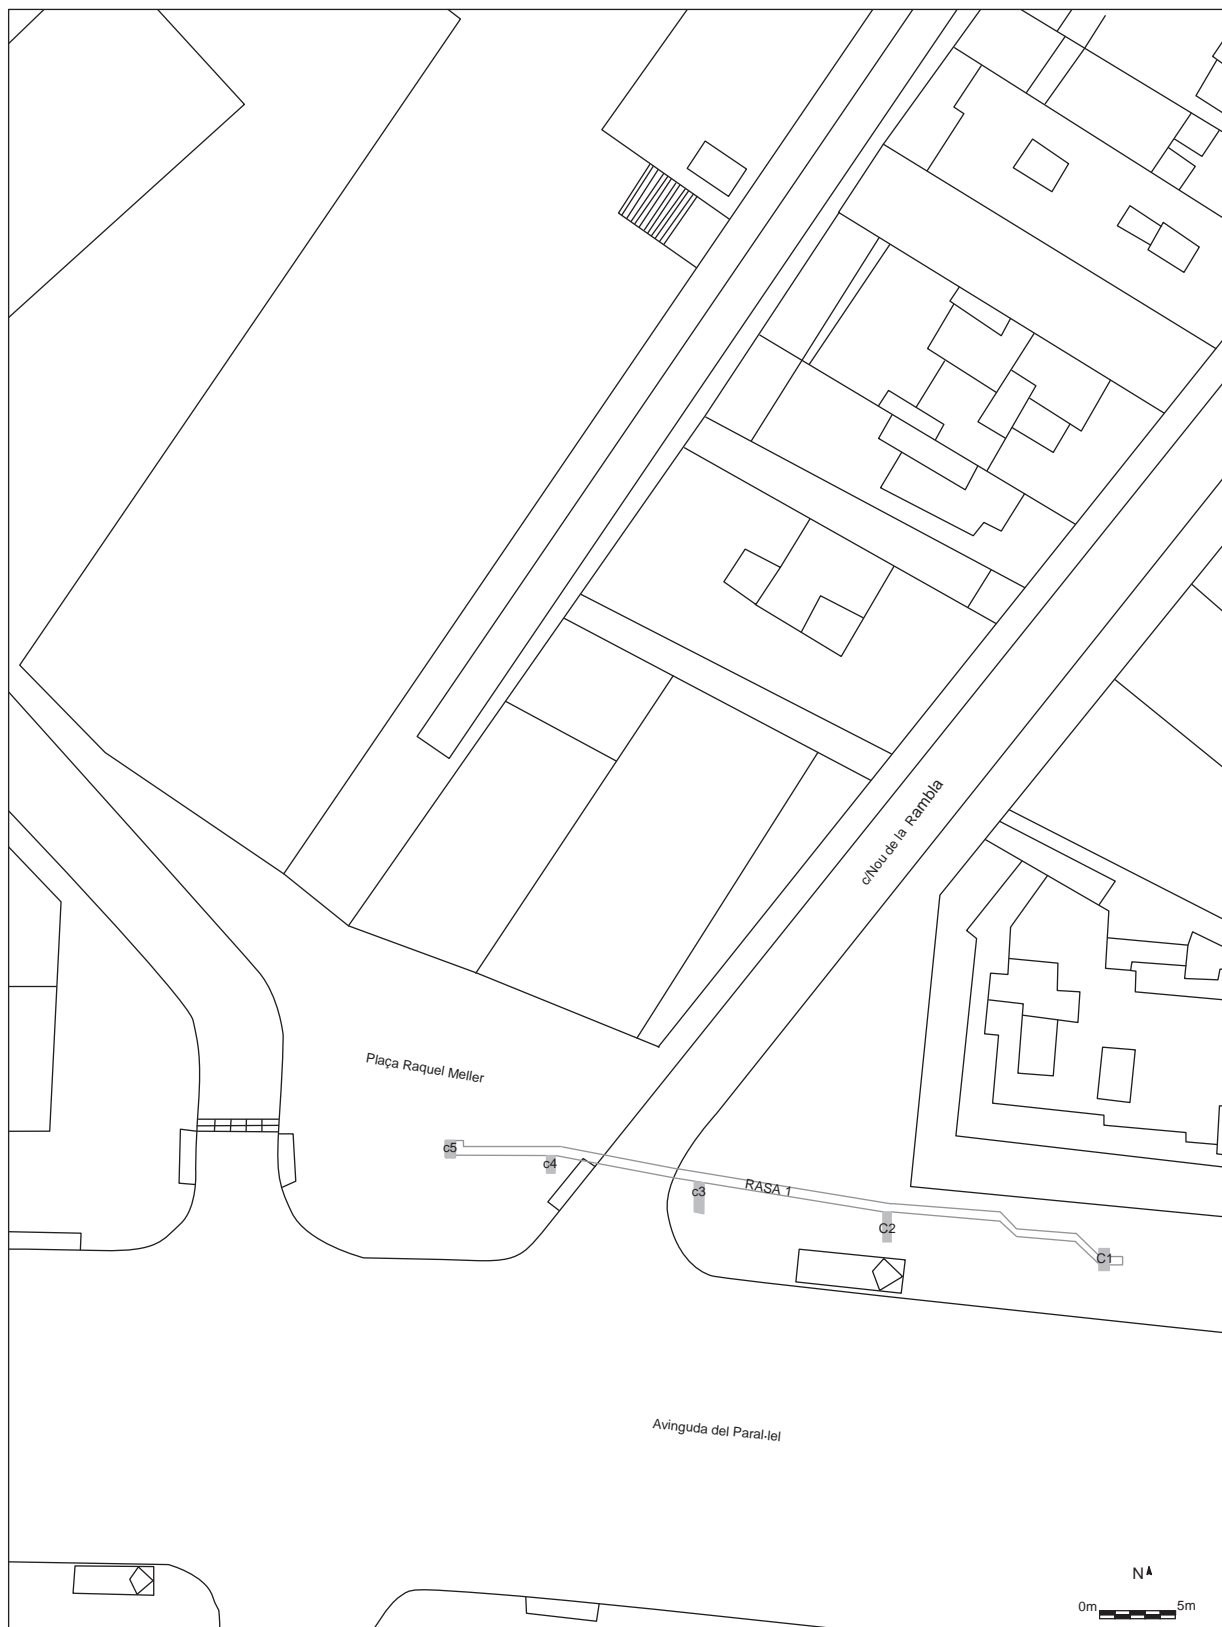 c/Nou de la Rambla
Plaça Raquel Meller
c5
c4
c3
RASA 1
C2
C1
Avinguda del Paral·lel
N
0m 5m